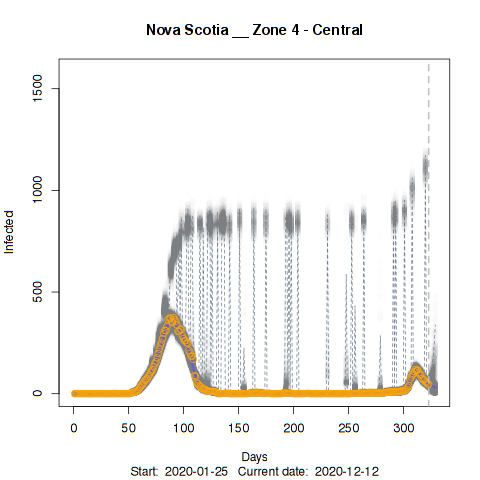 Nova Scotia __ Zone 4 - Central
1500
1000
500
0
Infected
0 50 100 150 200 250 300
Days
Start: 2020-01-25 Current date: 2020-12-12